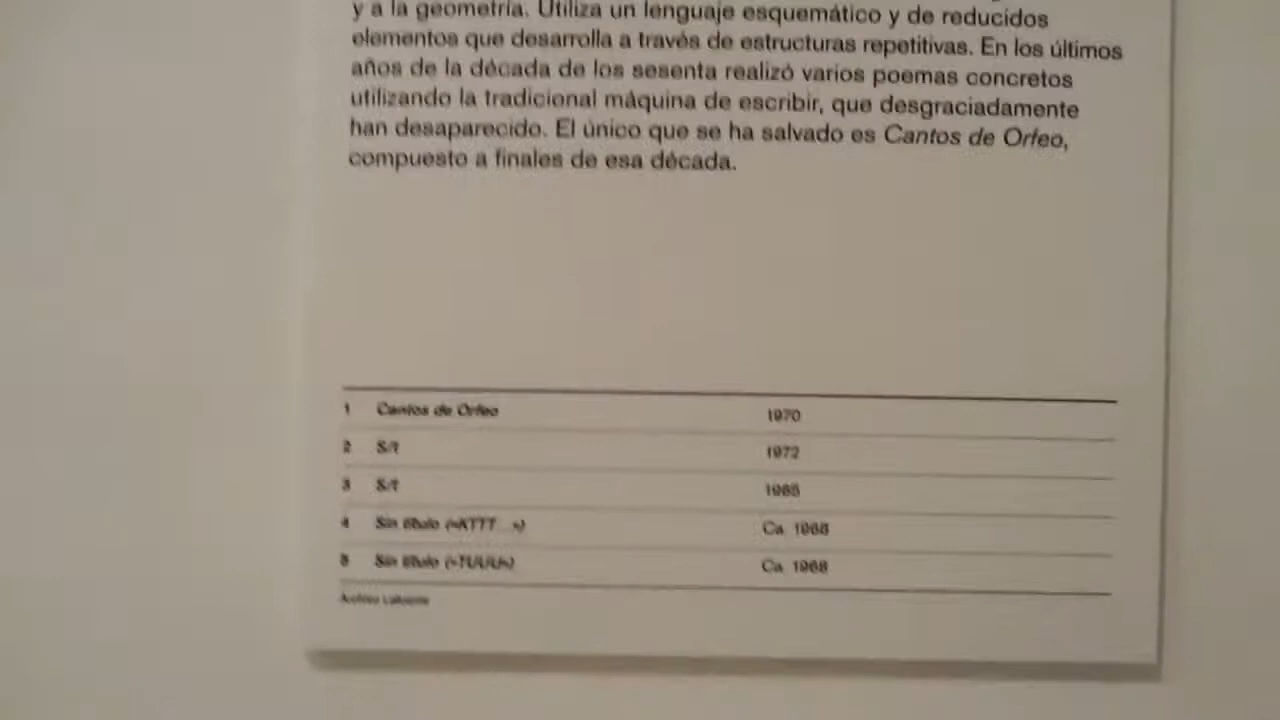 y a la geometría. Utiliza un lenguaje esquemático y de reducidos
elementos que desarrolla a través de estructuras repetitivas. En los últimos
años de la década de los sesenta realizó varios poemas concretos
utilizando la tradicional máquina de escribir, que desgraciadamente
han desaparecido. El único que se ha salvado es Cantos de Orfeo,
compuesto a finales de esa década.
1 Cantos de Orfeo 1970
2 S/t 1972
3 S/t
4 Sin título («KTTT...») Ca.
5 Sin título («TUUU») Ca. 1968